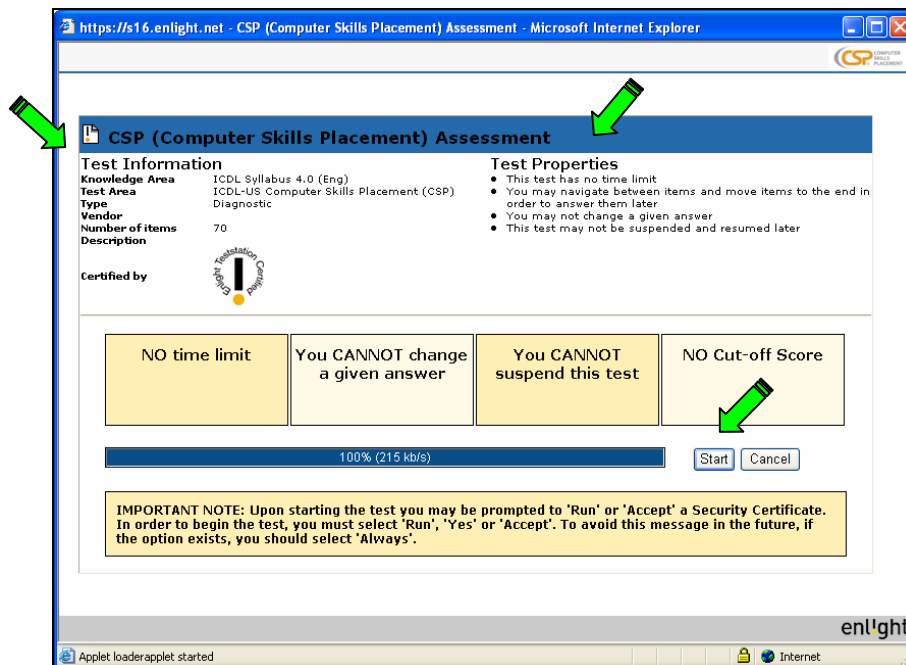 https://s16.enlight.net - CSP (Computer Skills Placement) Assessment - Microsoft Internet Explorer
CSP COMPUTER SKILLS PLACEMENT
CSP (Computer Skills Placement) Assessment
Test Information
Knowledge Area ICDL Syllabus 4.0 (Eng)
Test Area ICDL-US Computer Skills Placement (CSP)
Type Diagnostic
Vendor
Number of items 70
Description
Certified by
Enlight Teststation Certified
Test Properties
• This test has no time limit
• You may navigate between items and move items to the end in
order to answer them later
• You may not change a given answer
• This test may not be suspended and resumed later
NO time limit
You CANNOT change
a given answer
You CANNOT
suspend this test
NO Cut-off Score
100% (215 kb/s)
Start Cancel
IMPORTANT NOTE: Upon starting the test you may be prompted to 'Run' or 'Accept' a Security Certificate.
In order to begin the test, you must select 'Run', 'Yes' or 'Accept'. To avoid this message in the future, if
the option exists, you should select 'Always'.
enl!ght
Applet loaderapplet started Internet